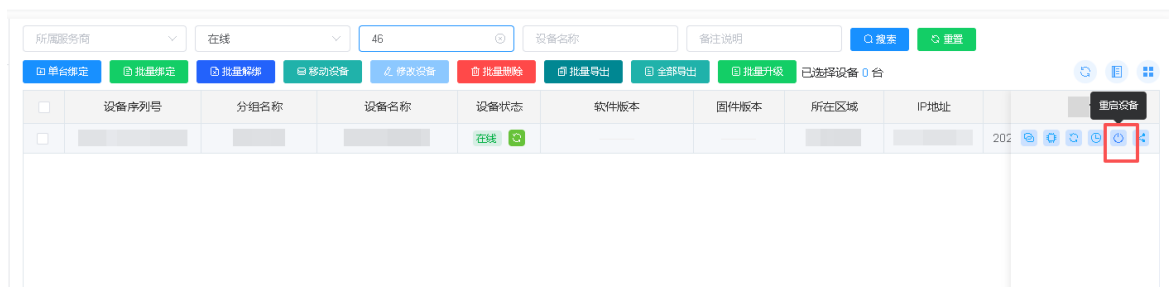 所属服务商 在线 46 设备名称 备注说明 搜索 重置
单台绑定 批量绑定 批量解绑 移动设备 修改设备 批量删除 批量导出 全部导出 批量升级 已选择设备 0 台
设备序列号 分组名称 设备名称 设备状态 软件版本 固件版本 所在区域 IP地址 重启设备
在线 202